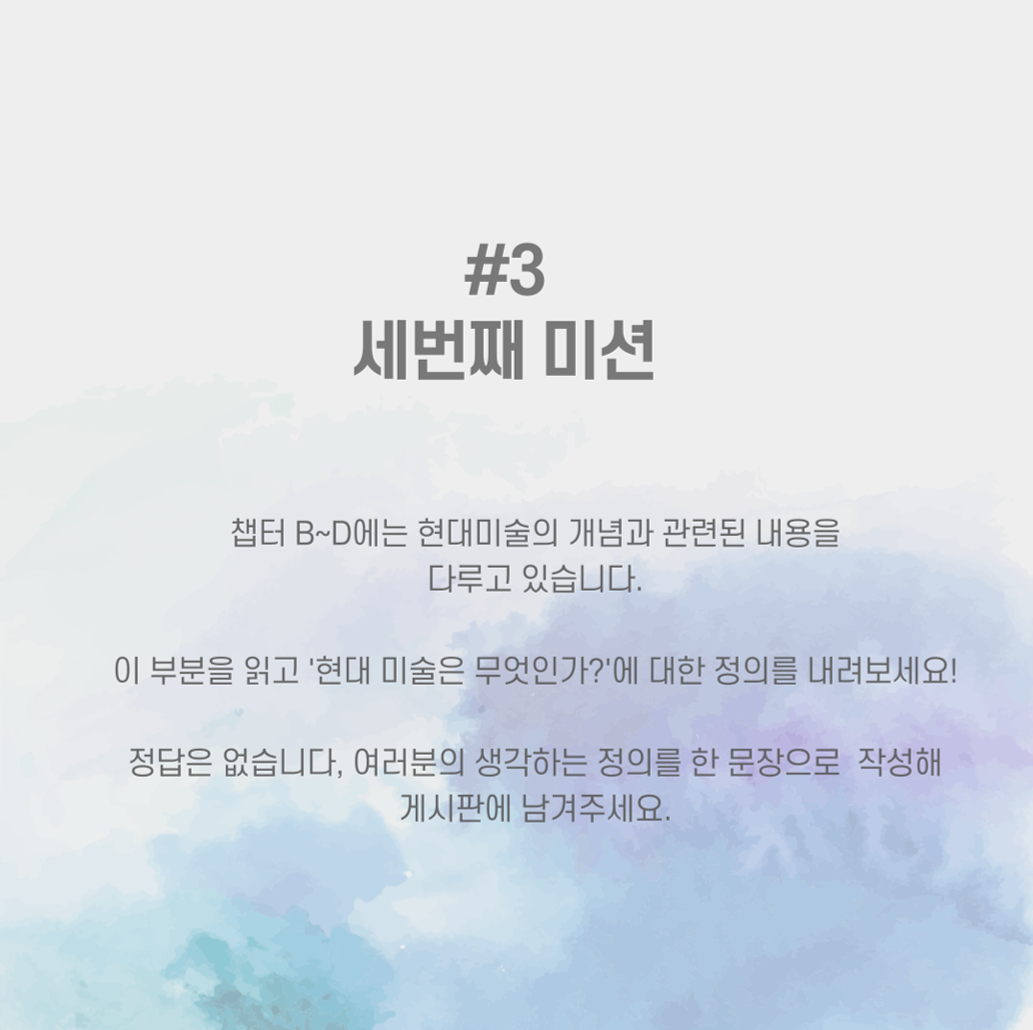 #3
세번째 미션
챕터 B~D에는 현대미술의 개념과 관련된 내용을
다루고 있습니다.
이 부분을 읽고 '현대 미술은 무엇인가?'에 대한 정의를 내려보세요!
정답은 없습니다, 여러분의 생각하는 정의를 한 문장으로  작성해
게시판에 남겨주세요.